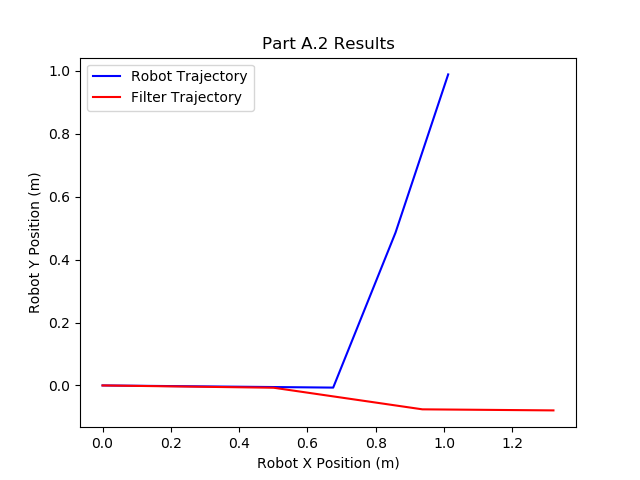 Part A.2 Results
Robot Trajectory
Filter Trajectory
1.0
0.8
0.6
0.4
0.2
0.0
Robot Y Position (m)
0.0 0.2 0.4 0.6 0.8 1.0 1.2
Robot X Position (m)